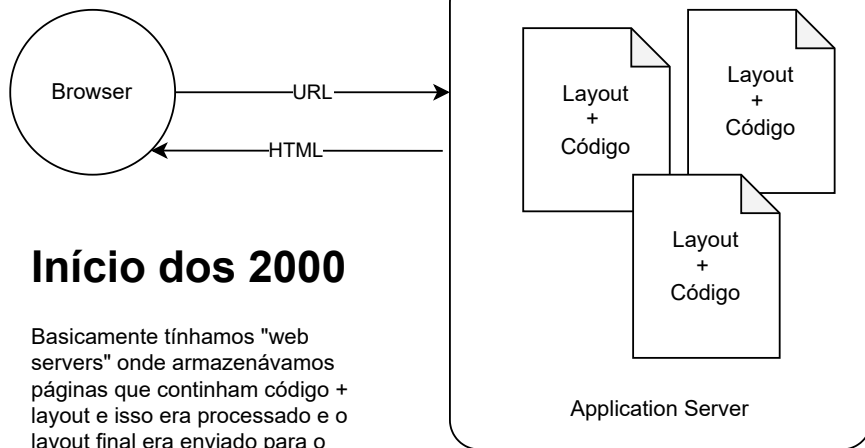 Browser
URL
HTML
Layout
+
Código
Layout
+
Código
Layout
+
Código
Application Server
Início dos 2000
Basicamente tínhamos "web
servers" onde armazenávamos
páginas que continham código +
layout e isso era processado e o
layout final era enviado para o